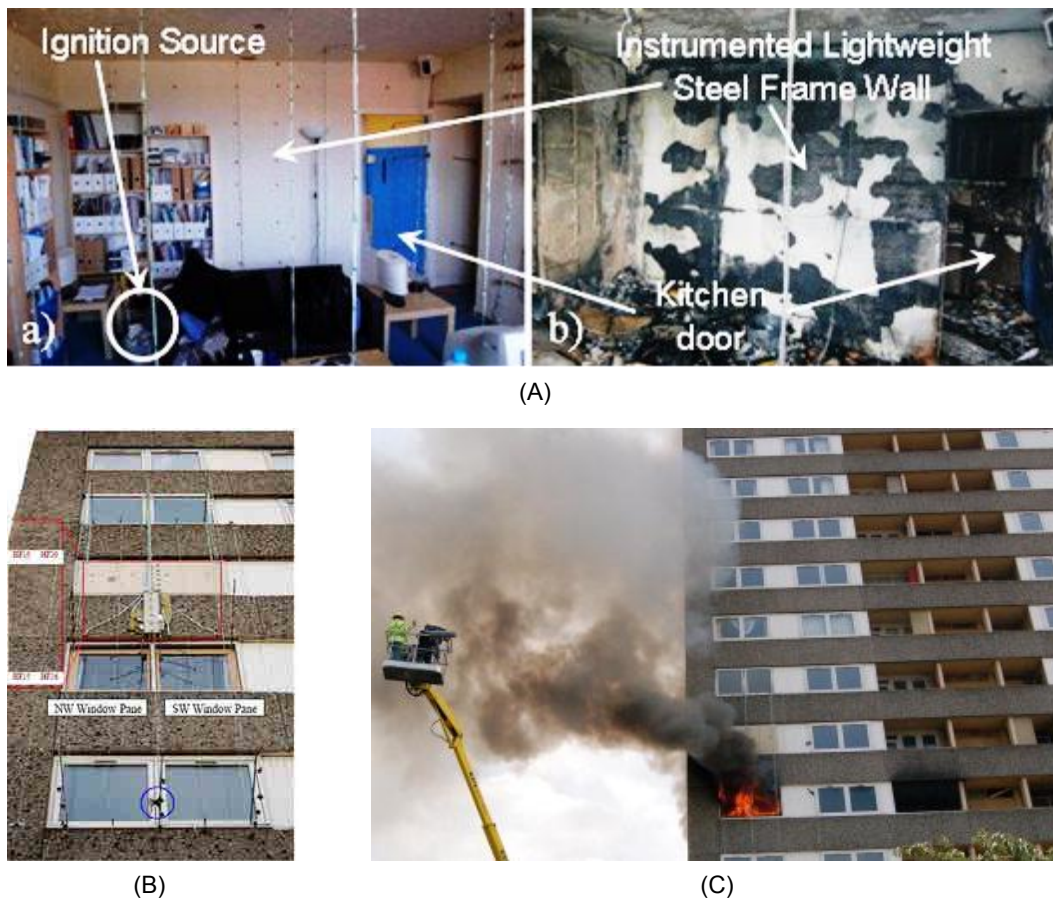 Ignition Source
Instrumented Lightweight
Steel Frame Wall
Kitchen
door
a)
b)
(A)
NW Window Pane
SW Window Pane
(B)
(C)